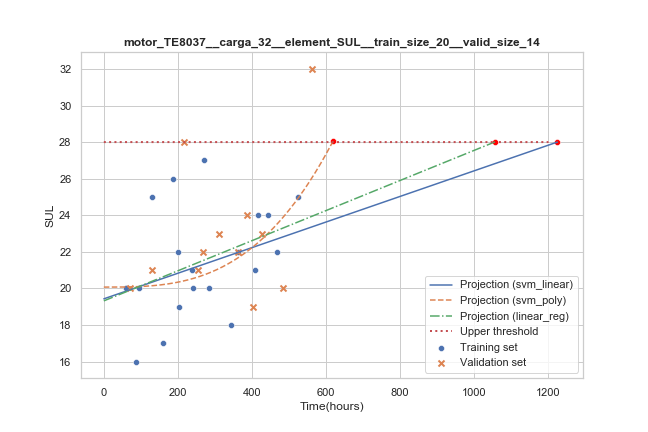 motor_TE8037__carga_32__element_SUL__train_size_20__valid_size_14
32
30
28
26
24
22
20
18
16
SUL
0
200
400
600
800
1000
1200
Time(hours)
Projection (svm_linear)
Projection (svm_poly)
Projection (linear_reg)
Upper threshold
Training set
Validation set